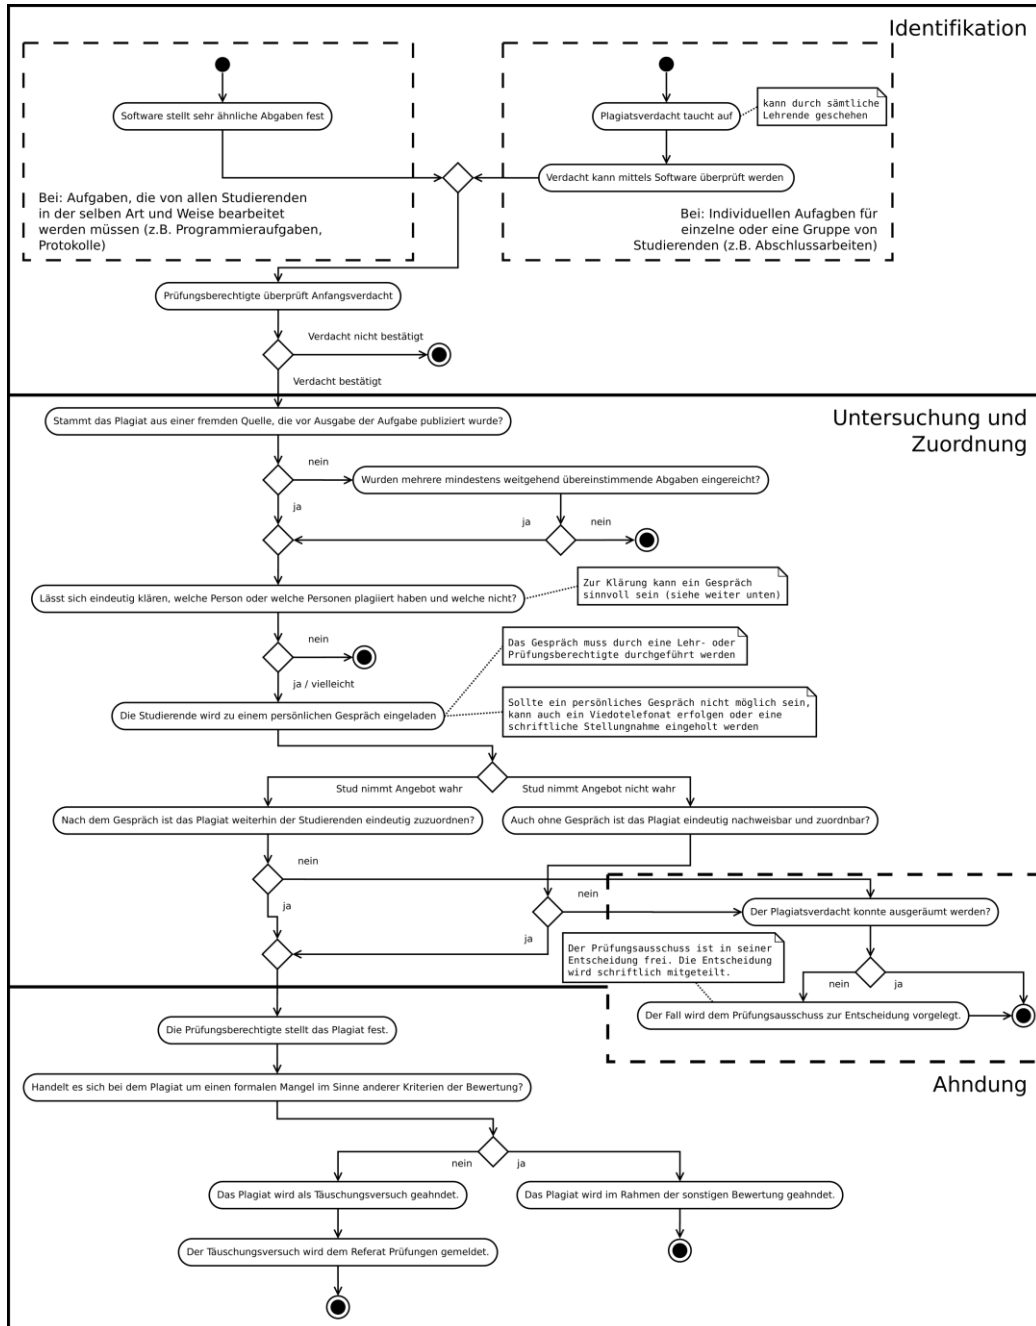 Identifikation
Software stellt sehr ähnliche Abgaben fest
Plagiatsverdacht taucht auf
kann durch sämtliche
Lehrende geschehen
Verdacht kann mittels Software überprüft werden
Bei: Aufgaben, die von allen Studierenden
in der selben Art und Weise bearbeitet
werden müssen (z.B. Programmieraufgaben,
Protokolle)
Bei: Individuellen Aufagben für
einzelne oder eine Gruppe von
Studierenden (z.B. Abschlussarbeiten)
Prüfungsberechtigte überprüft Anfangsverdacht
Verdacht nicht bestätigt
Verdacht bestätigt
Untersuchung und
Zuordnung
Stammt das Plagiat aus einer fremden Quelle, die vor Ausgabe der Aufgabe publiziert wurde?
nein
Wurden mehrere mindestens weitgehend übereinstimmende Abgaben eingereicht?
ja
ja
nein
Lässt sich eindeutig klären, welche Person oder welche Personen plagiiert haben und welche nicht?
Zur Klärung kann ein Gespräch
sinnvoll sein (siehe weiter unten)
nein
ja / vielleicht
Das Gespräch muss durch eine Lehr- oder
Prüfungsberechtigte durchgeführt werden
Die Studierende wird zu einem persönlichen Gespräch eingeladen
Sollte ein persönliches Gespräch nicht möglich sein,
kann auch ein Viedotelefonat erfolgen oder eine
schriftliche Stellungnahme eingeholt werden
Stud nimmt Angebot wahr
Stud nimmt Angebot nicht wahr
Nach dem Gespräch ist das Plagiat weiterhin der Studierenden eindeutig zuzuordnen?
Auch ohne Gespräch ist das Plagiat eindeutig nachweisbar und zuordnbar?
nein
ja
nein
ja
Der Plagiatsverdacht konnte ausgeräumt werden?
Der Prüfungsausschuss ist in seiner
Entscheidung frei. Die Entscheidung
wird schriftlich mitgeteilt.
nein
ja
Der Fall wird dem Prüfungsausschuss zur Entscheidung vorgelegt.
Ahndung
Die Prüfungsberechtigte stellt das Plagiat fest.
Handelt es sich bei dem Plagiat um einen formalen Mangel im Sinne anderer Kriterien der Bewertung?
nein
ja
Das Plagiat wird als Täuschungsversuch geahndet.
Das Plagiat wird im Rahmen der sonstigen Bewertung geahndet.
Der Täuschungsversuch wird dem Referat Prüfungen gemeldet.